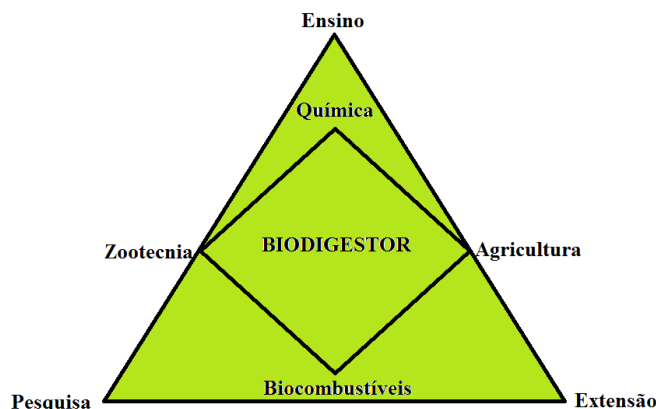 Ensino
Química
Zootecnia
BIODIGESTOR
Agricultura
Biocombustíveis
Pesquisa
Extensão